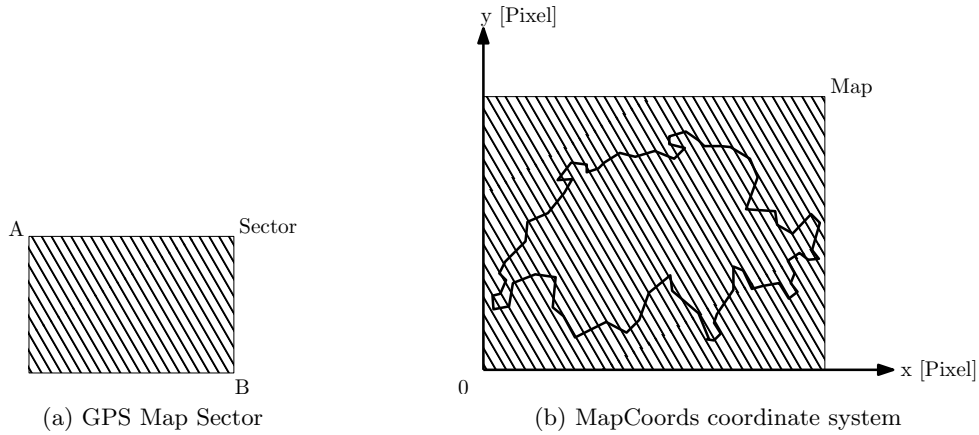 y [Pixel]
Map
A
Sector
B
0
x [Pixel]
(a) GPS Map Sector
(b) MapCoords coordinate system